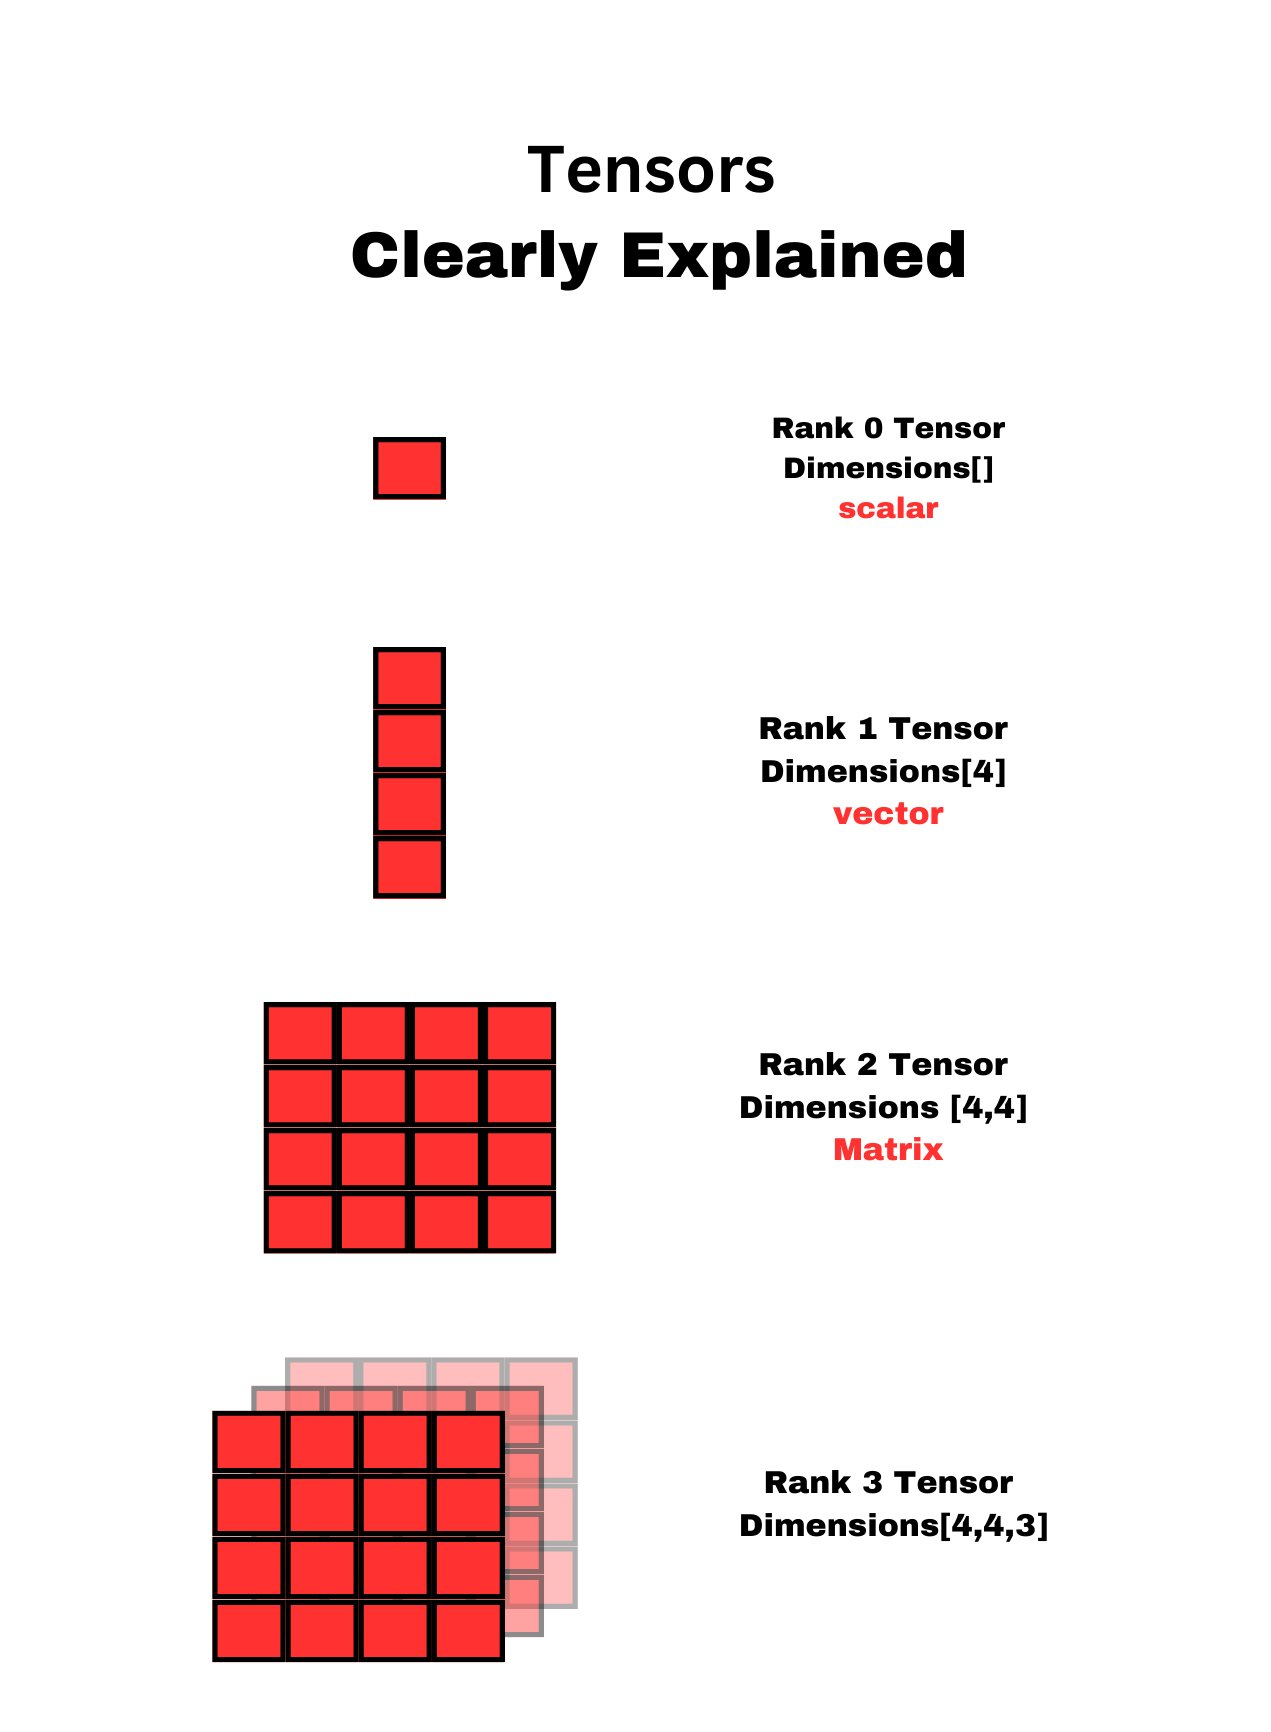 Tensors
Clearly Explained
Rank 0 Tensor
Dimensions[]
scalar
Rank 1 Tensor
Dimensions[4]
vector
Rank 2 Tensor
Dimensions [4,4]
Matrix
Rank 3 Tensor
Dimensions[4,4,3]